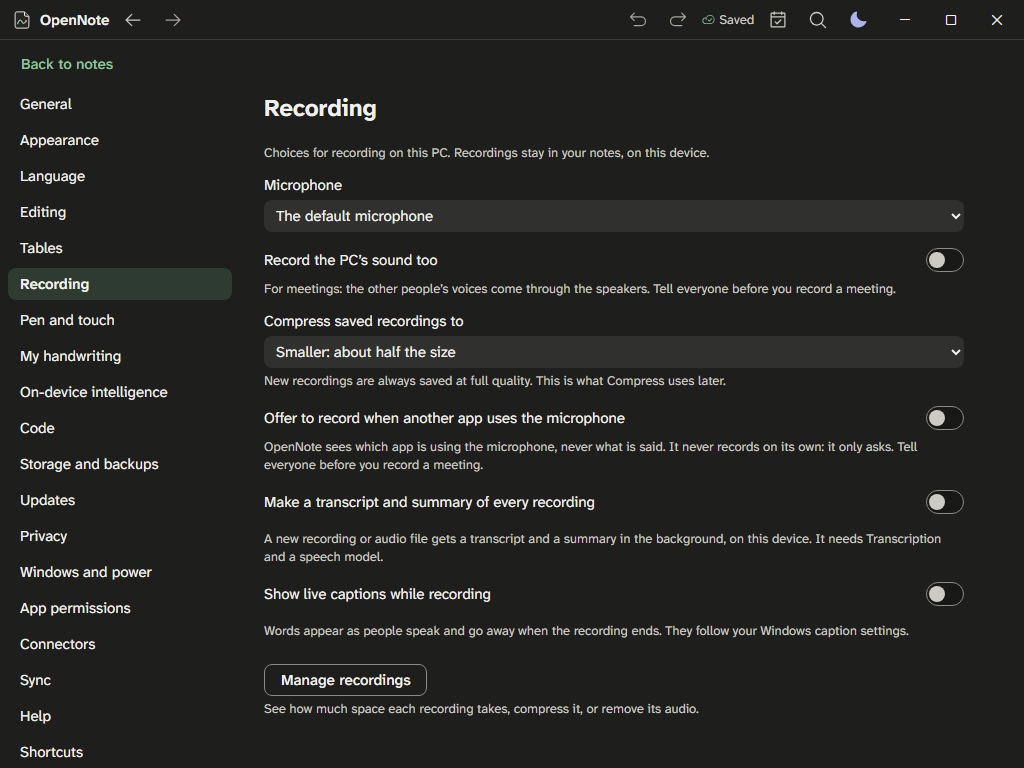 OpenNote
Saved
Back to notes
General
Appearance
Language
Editing
Tables
Recording
Pen and touch
My handwriting
On-device intelligence
Code
Storage and backups
Updates
Privacy
Windows and power
App permissions
Connectors
Sync
Help
Shortcuts
Recording
Choices for recording on this PC. Recordings stay in your notes, on this device.
Microphone
The default microphone
Record the PC’s sound too
For meetings: the other people’s voices come through the speakers. Tell everyone before you record a meeting.
Compress saved recordings to
Smaller: about half the size
New recordings are always saved at full quality. This is what Compress uses later.
Offer to record when another app uses the microphone
OpenNote sees which app is using the microphone, never what is said. It never records on its own: it only asks. Tell
everyone before you record a meeting.
Make a transcript and summary of every recording
A new recording or audio file gets a transcript and a summary in the background, on this device. It needs Transcription
and a speech model.
Show live captions while recording
Words appear as people speak and go away when the recording ends. They follow your Windows caption settings.
Manage recordings
See how much space each recording takes, compress it, or remove its audio.